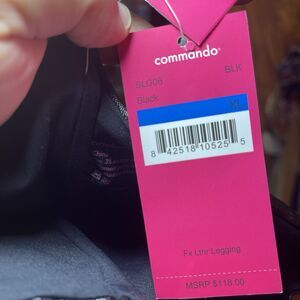 commando
SLG06 BLK
Black
XL
8 42518 10525 5
Fx Lthr Legging
MSRP $118.00